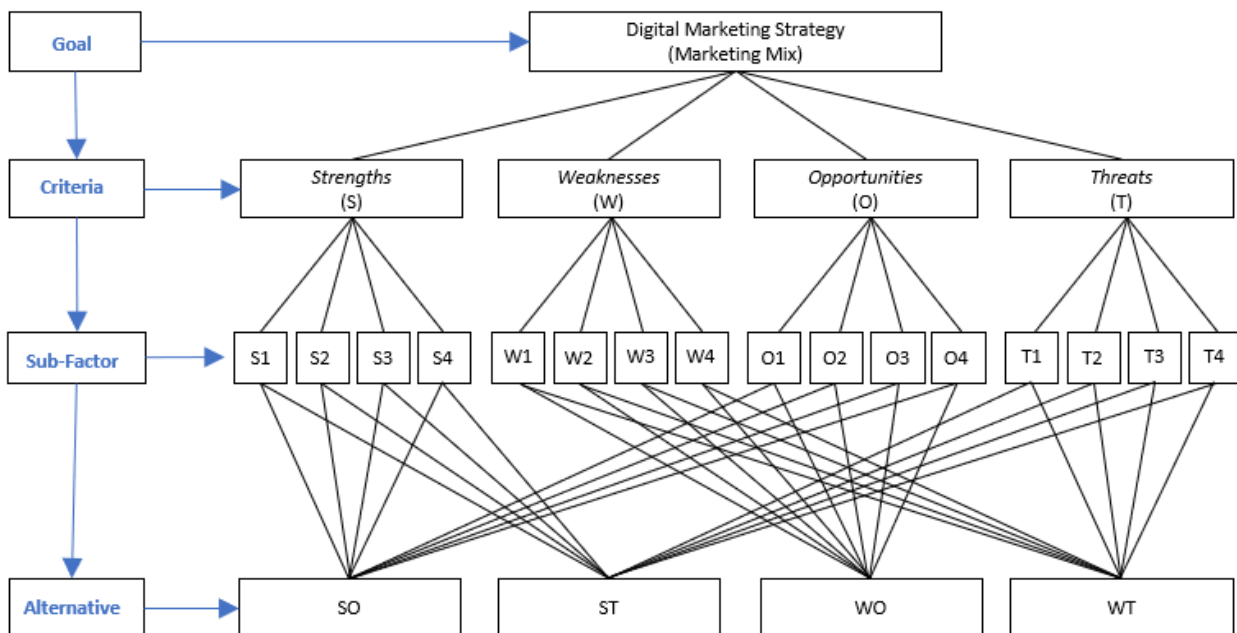 Goal
Digital Marketing Strategy
(Marketing Mix)
Criteria
Strengths
(S)
Weaknesses
(W)
Opportunities
(O)
Threats
(T)
Sub-Factor
S1
S2
S3
S4
W1
W2
W3
W4
O1
O2
O3
O4
T1
T2
T3
T4
Alternative
SO
ST
WO
WT